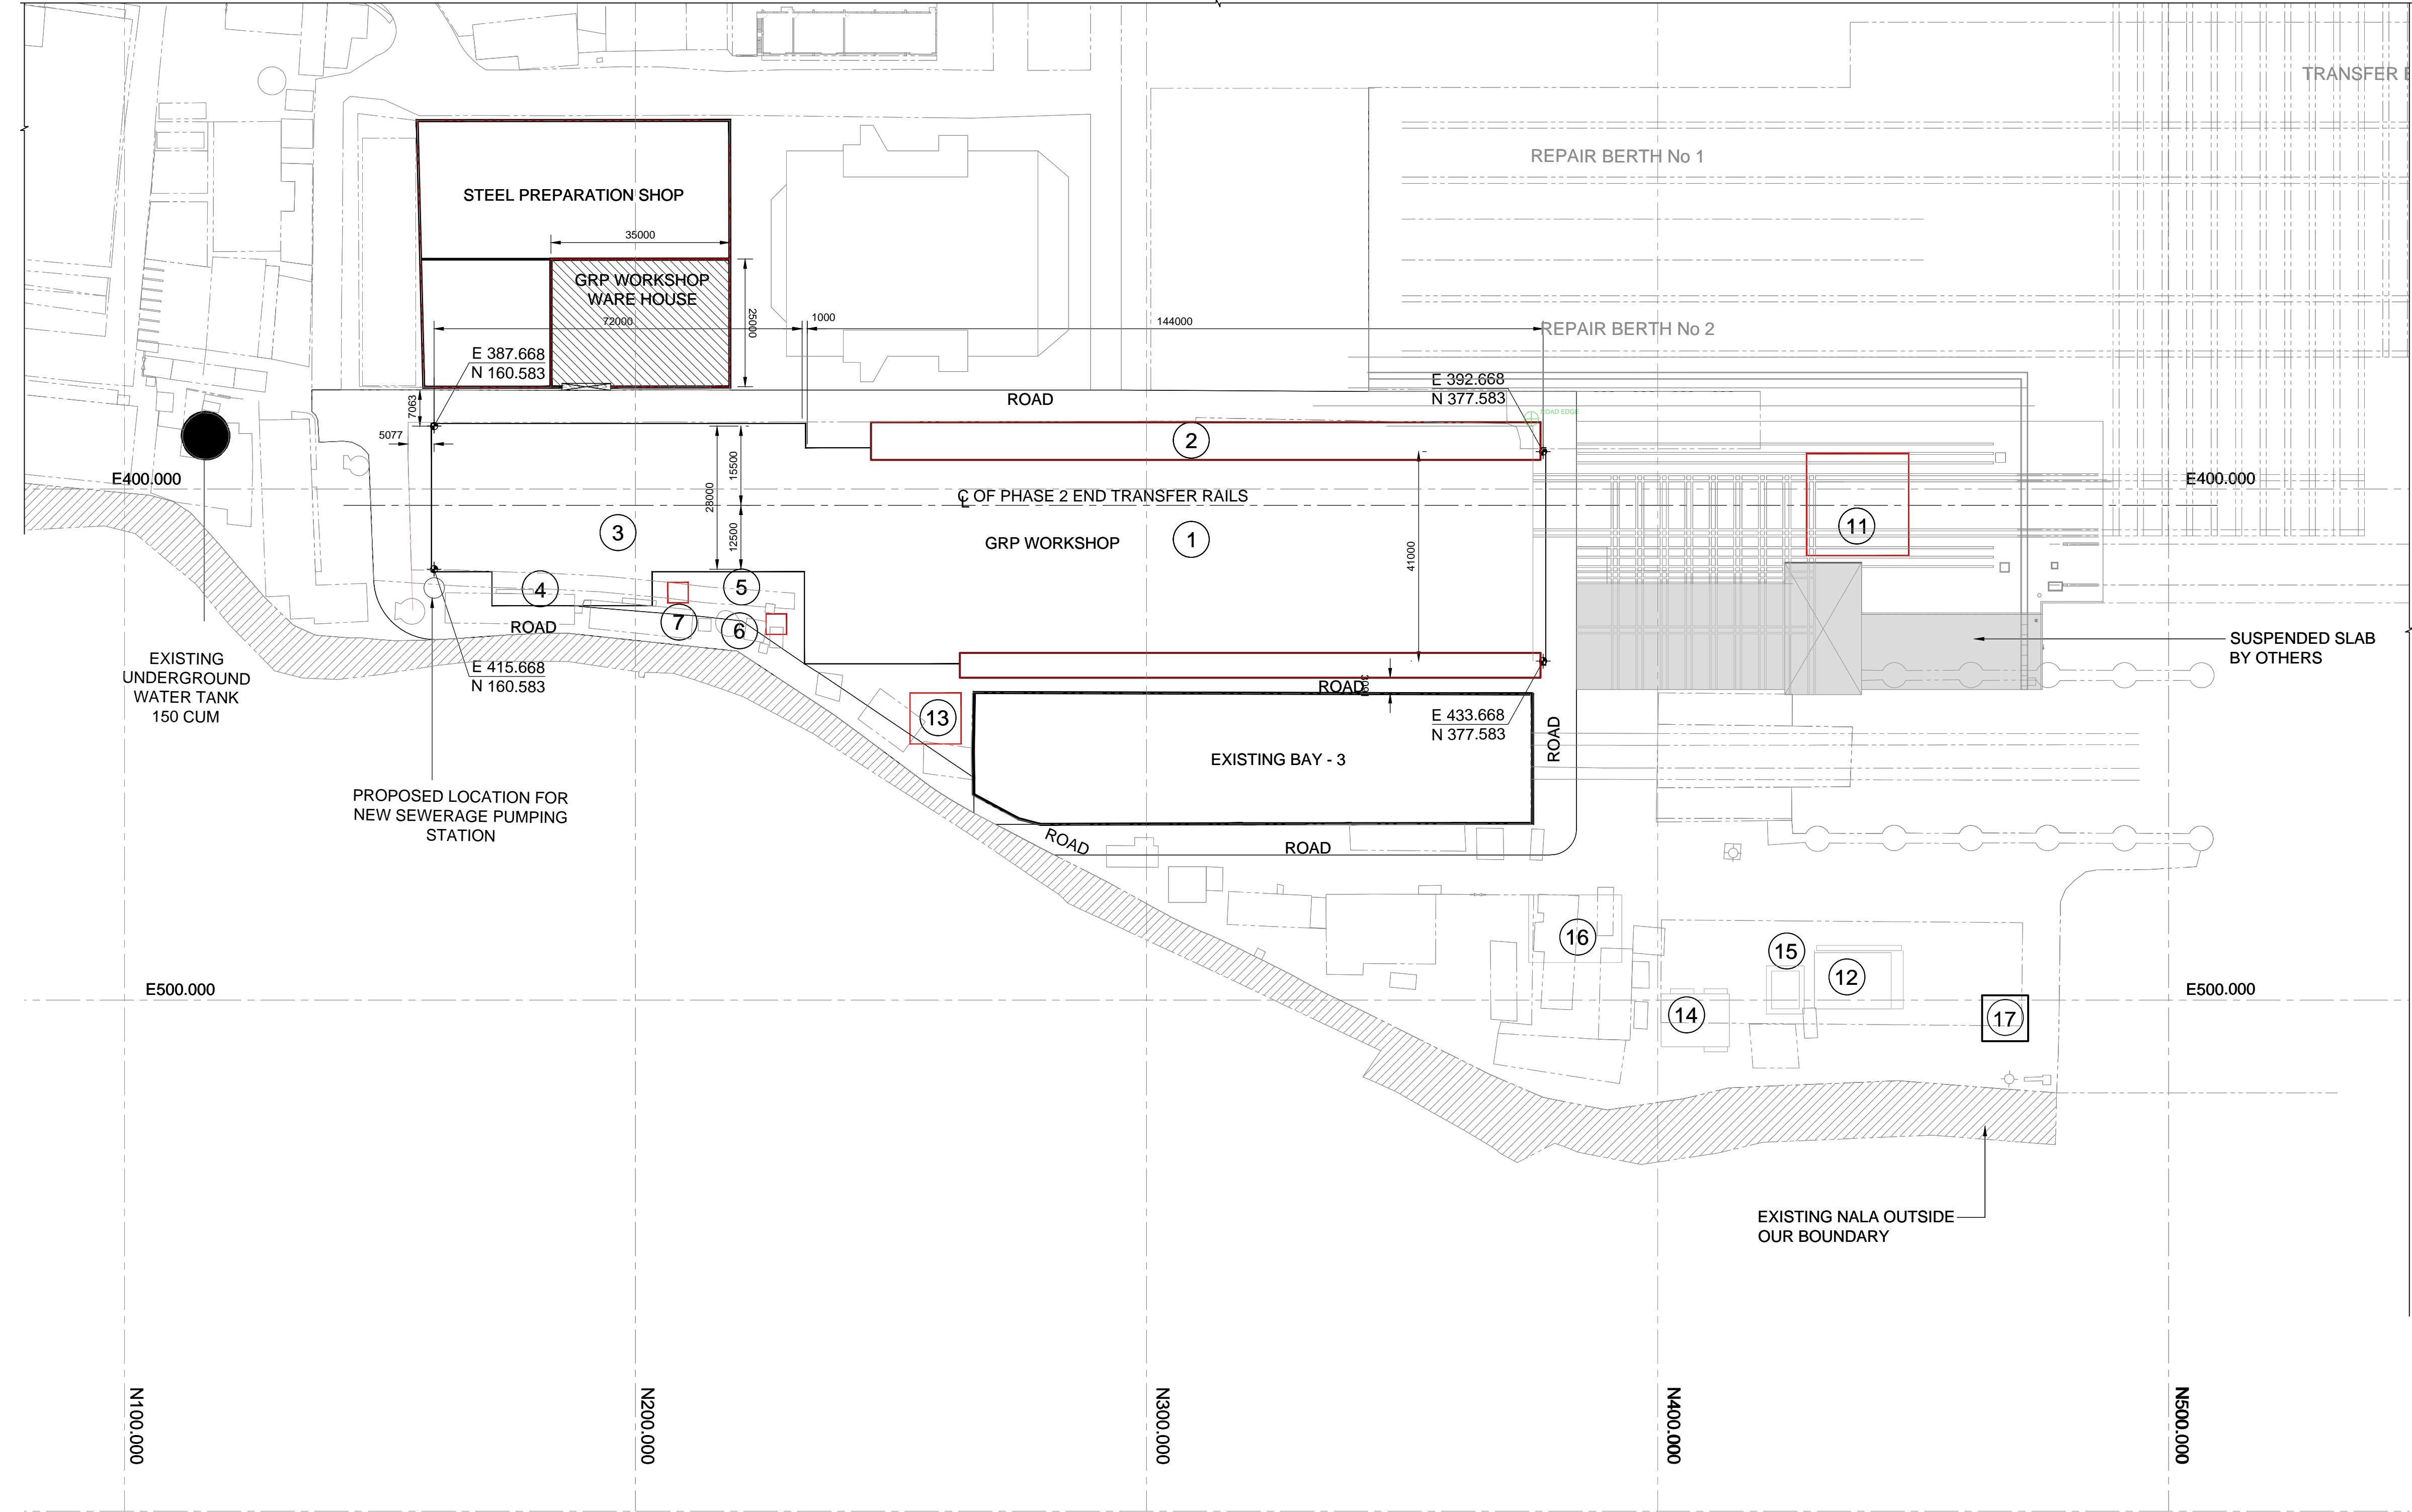 TRANSFER
REPAIR BERTH No 1
STEEL PREPARATION SHOP
35000
GRP WORKSHOP
WARE HOUSE
25000
72000
1000
144000
REPAIR BERTH No 2
E 387.668
N 160.583
E 392.668
N 377.583
7063
ROAD
ROAD EDGE
5077
2
15500
28000
12500
E400.000
E400.000
℄ OF PHASE 2 END TRANSFER RAILS
3
GRP WORKSHOP
1
41000
11
4
5
7
6
ROAD
SUSPENDED SLAB
BY OTHERS
EXISTING
UNDERGROUND
WATER TANK
150 CUM
E 415.668
N 160.583
ROAD
13
E 433.668
N 377.583
ROAD
EXISTING BAY - 3
PROPOSED LOCATION FOR
NEW SEWERAGE PUMPING
STATION
ROAD
ROAD
16
15
12
14
17
E500.000
E500.000
EXISTING NALA OUTSIDE
OUR BOUNDARY
N100.000
N200.000
N300.000
N400.000
N500.000